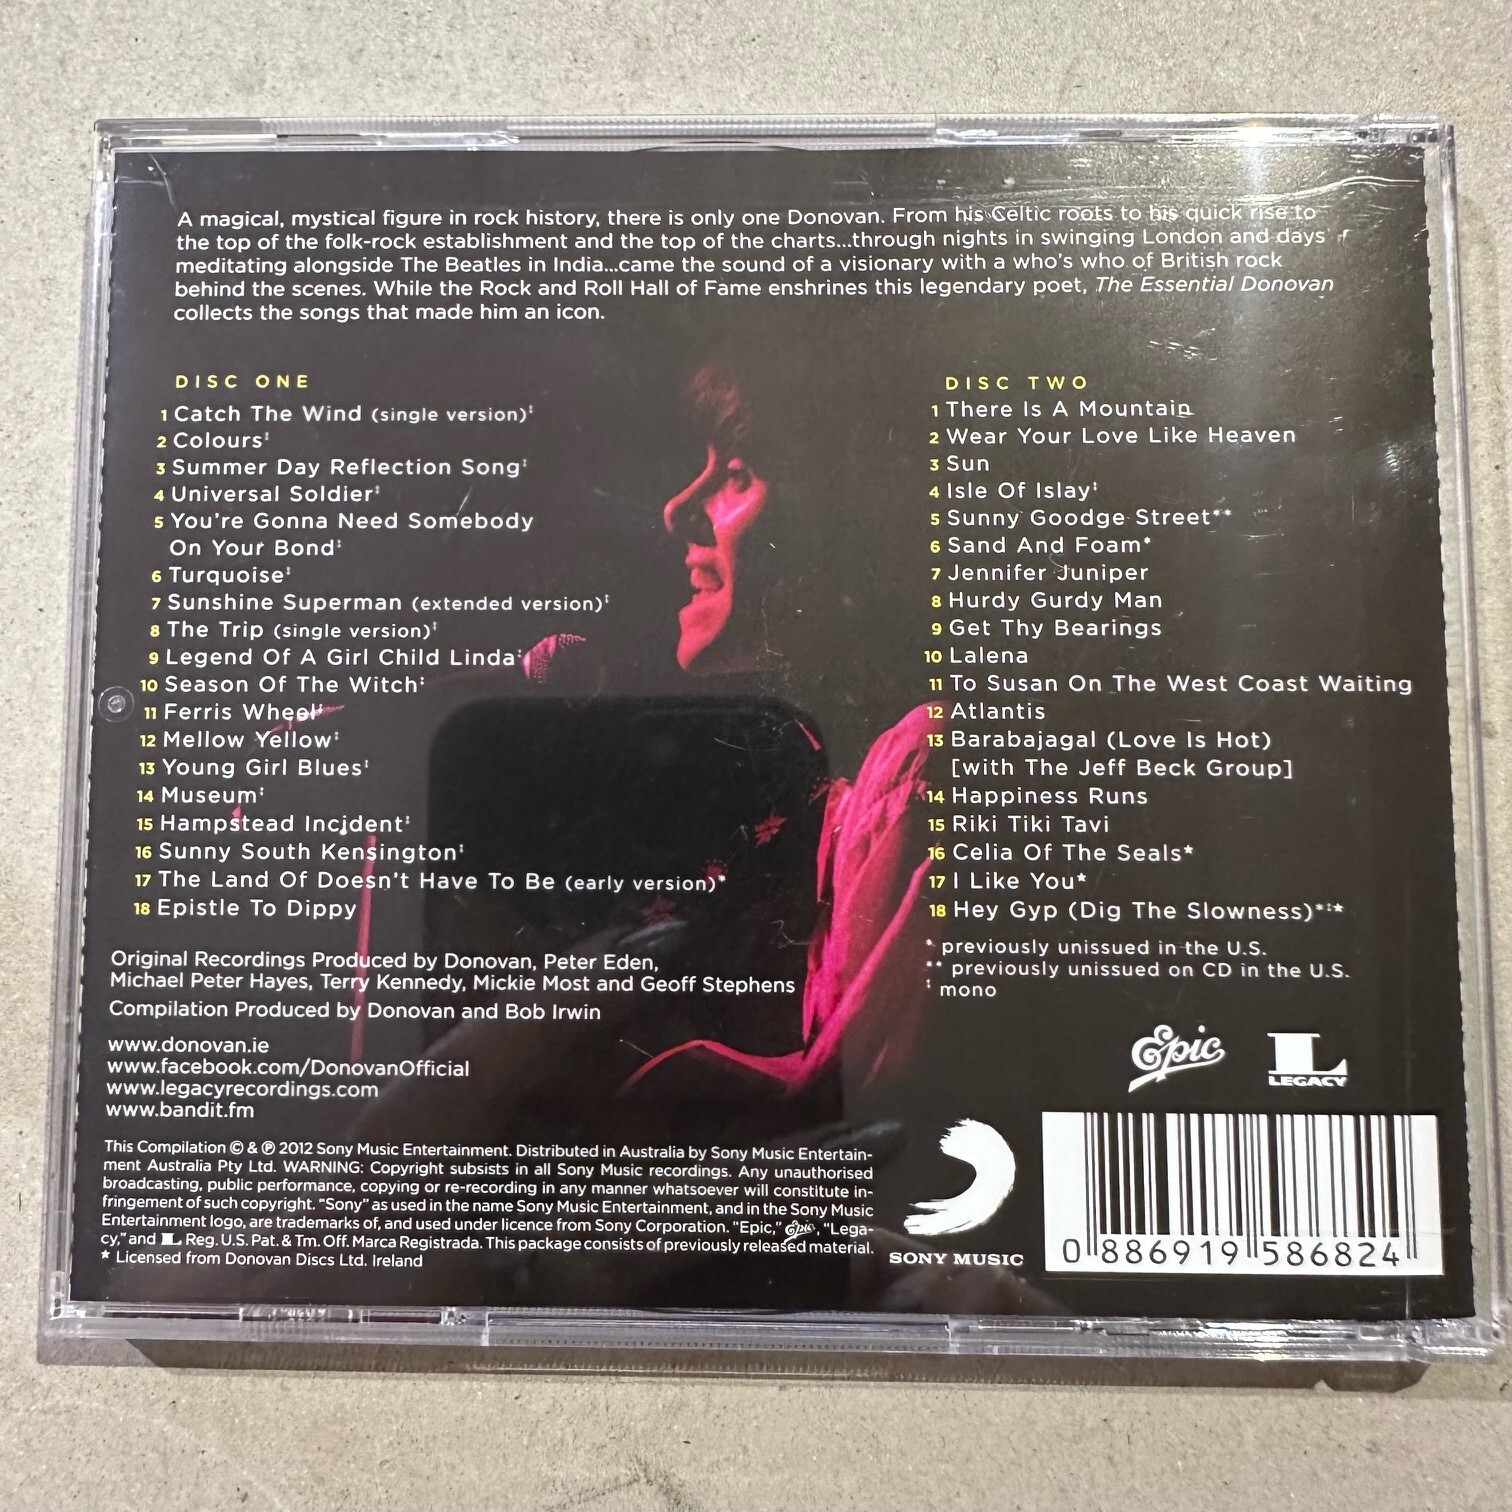 A magical, mystical figure in rock history, there is only one Donovan. From his Celtic roots to his quick rise to
the top of the folk-rock establishment and the top of the charts...through nights in swinging London and days
meditating alongside The Beatles in India...came the sound of a visionary with a who's who of British rock
behind the scenes. While the Rock and Roll Hall of Fame enshrines this legendary poet, The Essential Donovan
collects the songs that made him an icon.
DISC ONE
1 Catch The Wind (single version)‡
2 Colours‡
3 Summer Day Reflection Song‡
4 Universal Soldier‡
5 You're Gonna Need Somebody
On Your Bond‡
6 Turquoise‡
7 Sunshine Superman (extended version)‡
8 The Trip (single version)‡
9 Legend Of A Girl Child Linda‡
10 Season Of The Witch‡
11 Ferris Wheel‡
12 Mellow Yellow‡
13 Young Girl Blues‡
14 Museum‡
15 Hampstead Incident‡
16 Sunny South Kensington‡
17 The Land Of Doesn't Have To Be (early version)*
18 Epistle To Dippy
DISC TWO
1 There Is A Mountain
2 Wear Your Love Like Heaven
3 Sun
4 Isle Of Islay‡
5 Sunny Goodge Street**
6 Sand And Foam*
7 Jennifer Juniper
8 Hurdy Gurdy Man
9 Get Thy Bearings
10 Lalena
11 To Susan On The West Coast Waiting
12 Atlantis
13 Barabajagal (Love Is Hot)
[with The Jeff Beck Group]
14 Happiness Runs
15 Riki Tiki Tavi
16 Celia Of The Seals★
17 I Like You★
18 Hey Gyp (Dig The Slowness)*‡★
* previously unissued in the U.S.
** previously unissued on CD in the U.S.
‡ mono
Original Recordings Produced by Donovan, Peter Eden,
Michael Peter Hayes, Terry Kennedy, Mickie Most and Geoff Stephens
Compilation Produced by Donovan and Bob Irwin
www.donovan.ie
www.facebook.com/DonovanOfficial
www.legacyrecordings.com
www.bandit.fm
Epic
L
LEGACY
This Compilation © & ℗ 2012 Sony Music Entertainment. Distributed in Australia by Sony Music Entertain-
ment Australia Pty Ltd. WARNING: Copyright subsists in all Sony Music recordings. Any unauthorised
broadcasting, public performance, copying or re-recording in any manner whatsoever will constitute in-
fringement of such copyright. "Sony" as used in the name Sony Music Entertainment, and in the Sony Music
Entertainment logo, are trademarks of, and used under licence from Sony Corporation. "Epic," Epic, "Lega-
cy," and L Reg. U.S. Pat. & Tm. Off. Marca Registrada. This package consists of previously released material.
★ Licensed from Donovan Discs Ltd. Ireland
SONY MUSIC
0 886919 586824